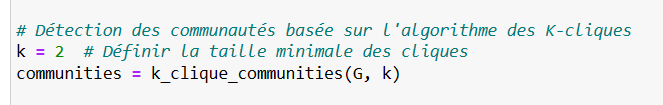 # Détection des communautés basée sur l'algorithme des K-cliques
k = 2  # Définir la taille minimale des cliques
communities = k_clique_communities(G, k)